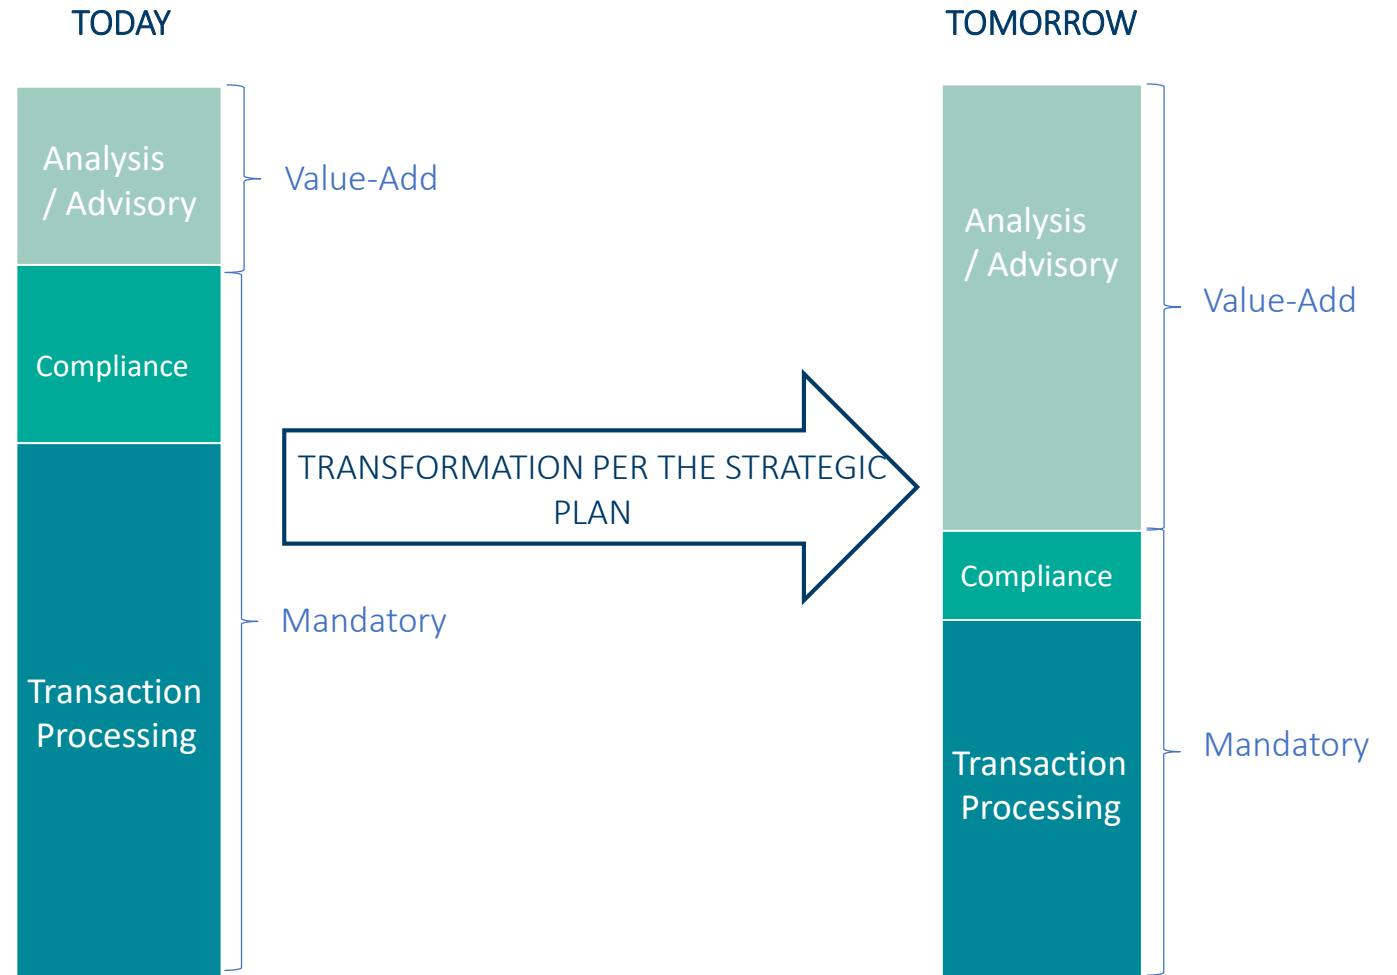 TODAY
TOMORROW
Analysis
/ Advisory
Value-Add
Compliance
Transaction
Processing
Mandatory
TRANSFORMATION PER THE STRATEGIC
PLAN
Analysis
/ Advisory
Value-Add
Compliance
Transaction
Processing
Mandatory